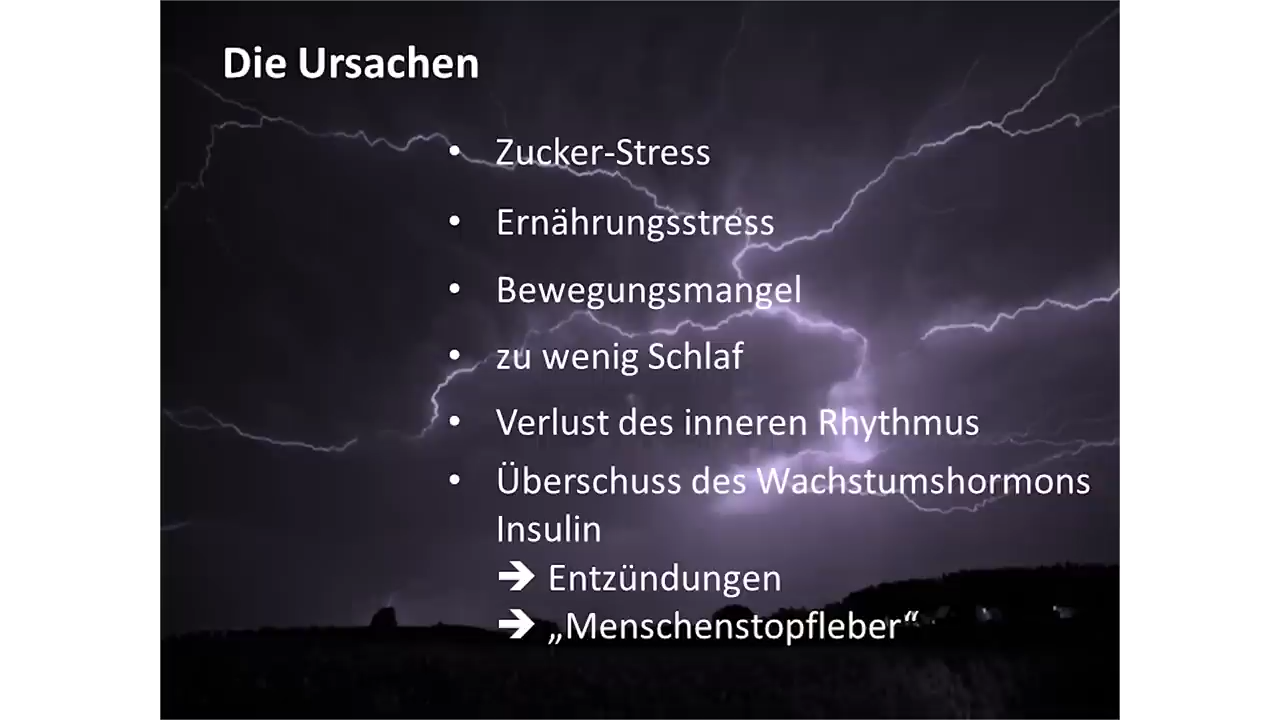 Die Ursachen
• Zucker-Stress
• Ernährungsstress
• Bewegungsmangel
• zu wenig Schlaf
• Verlust des inneren Rhythmus
• Überschuss des Wachstumshormons
Insulin
➔ Entzündungen
➔ „Menschenstopfleber“